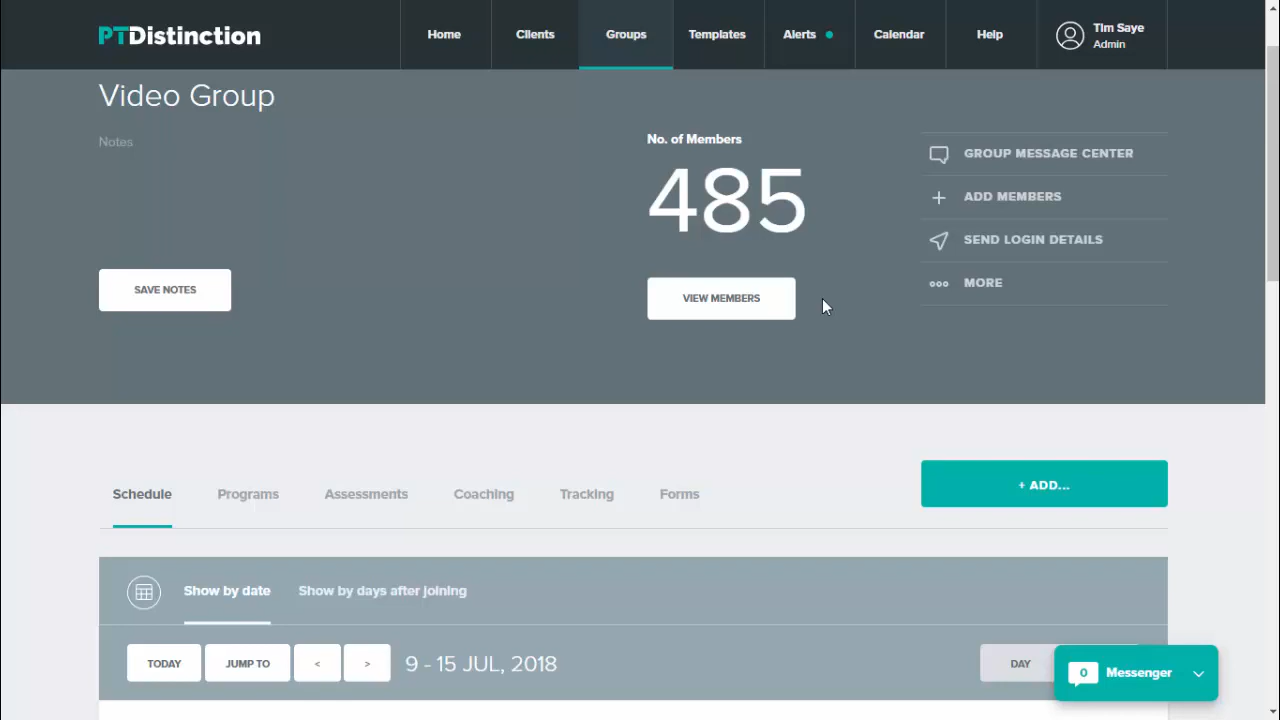 PTDistinction
Home
Clients
Groups
Templates
Alerts
Calendar
Help
Tim Saye
Admin
Video Group
Notes
SAVE NOTES
No. of Members
485
VIEW MEMBERS
GROUP MESSAGE CENTER
ADD MEMBERS
SEND LOGIN DETAILS
MORE
Schedule
Programs
Assessments
Coaching
Tracking
Forms
+ ADD...
Show by date
Show by days after joining
TODAY
JUMP TO
<
>
9 - 15 JUL, 2018
DAY
0
Messenger